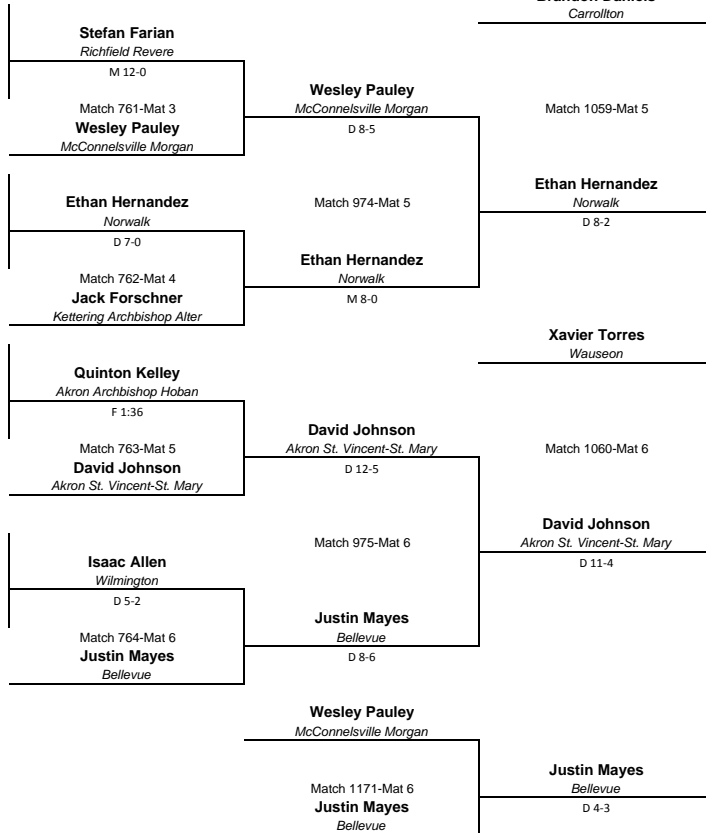 Stefan Farian
Richfield Revere
M 12-0
Match 761-Mat 3
Wesley Pauley
McConnelsville Morgan
Ethan Hernandez
Norwalk
D 7-0
Match 762-Mat 4
Jack Forschner
Kettering Archbishop Alter
Quinton Kelley
Akron Archbishop Hoban
F 1:36
Match 763-Mat 5
David Johnson
Akron St. Vincent-St. Mary
Isaac Allen
Wilmington
D 5-2
Match 764-Mat 6
Justin Mayes
Bellevue
Wesley Pauley
McConnelsville Morgan
D 8-5
Match 974-Mat 5
Ethan Hernandez
Norwalk
M 8-0
David Johnson
Akron St. Vincent-St. Mary
D 12-5
Match 975-Mat 6
Justin Mayes
Bellevue
D 8-6
Wesley Pauley
McConnelsville Morgan
Match 1171-Mat 6
Justin Mayes
Bellevue
Brandon Daniels
Carrollton
Match 1059-Mat 5
Ethan Hernandez
Norwalk
D 8-2
Xavier Torres
Wauseon
Match 1060-Mat 6
David Johnson
Akron St. Vincent-St. Mary
D 11-4
Justin Mayes
Bellevue
D 4-3